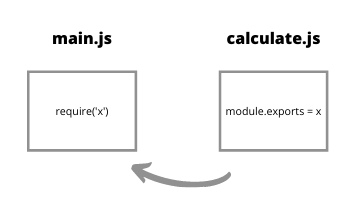 main.js
calculate.js
require('x')
module.exports = x